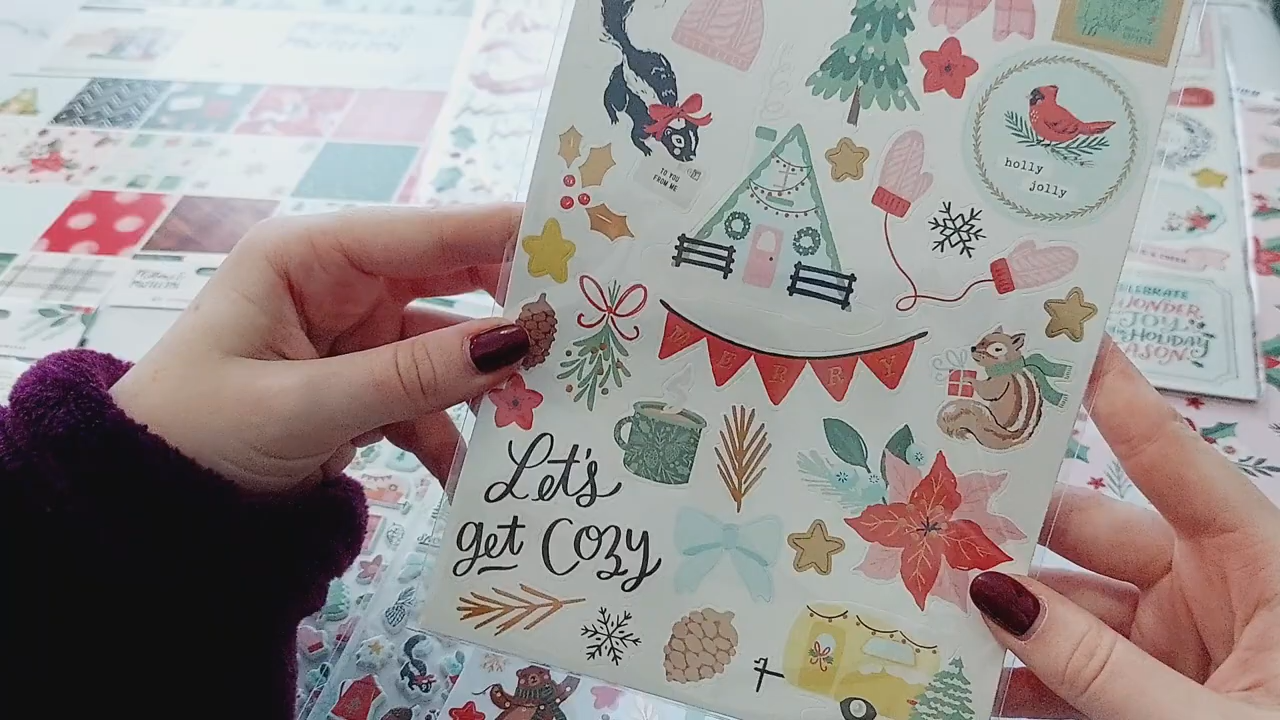 TO YOU
FROM ME
holly
jolly
MERRY
Let's
get Cozy
CELEBRATE
WONDER
JOY
HOLIDAY
SEASON